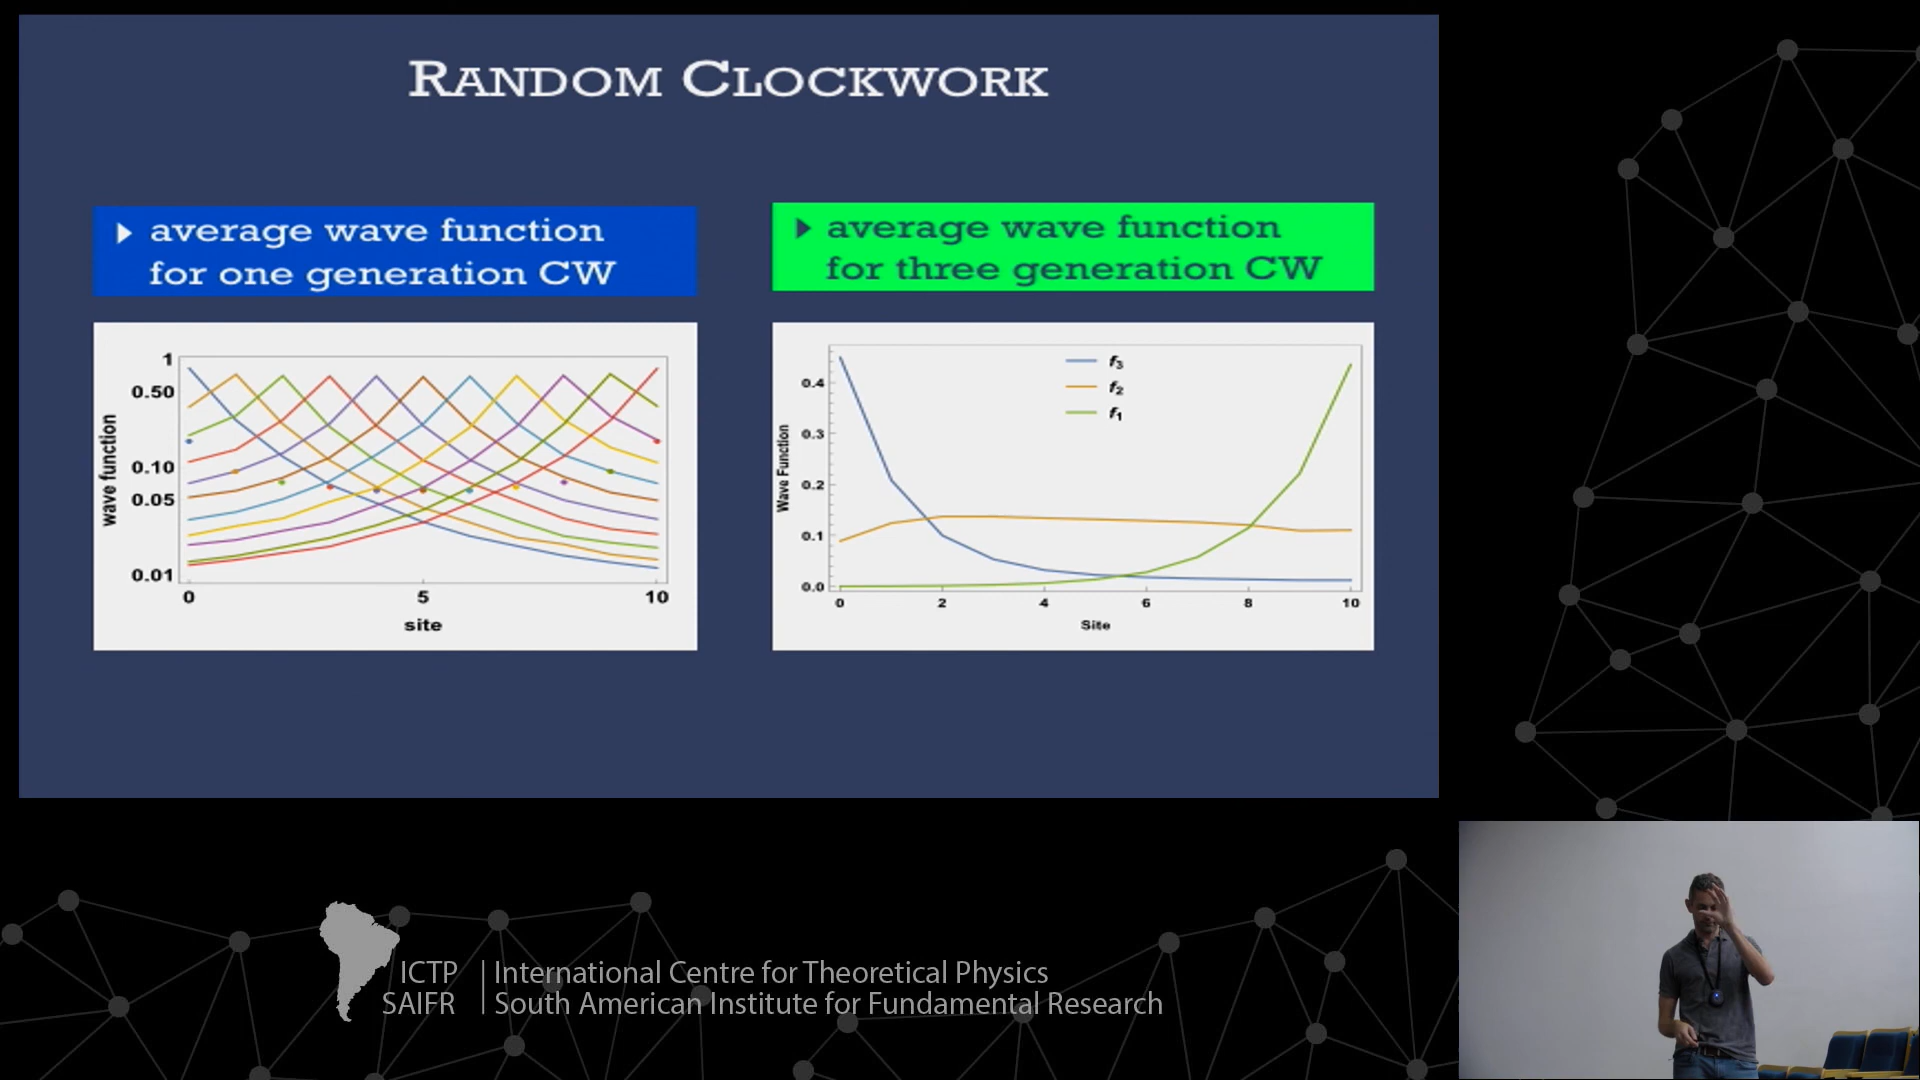 RANDOM CLOCKWORK
average wave function
for one generation CW
average wave function
for three generation CW
1
0.50
0.10
0.05
0.01
wave function
0 5 10
site
f3
f2
f1
0.4
0.3
0.2
0.1
0.0
Wave Function
0 2 4 6 8 10
Site
ICTP
SAIFR
International Centre for Theoretical Physics
South American Institute for Fundamental Research